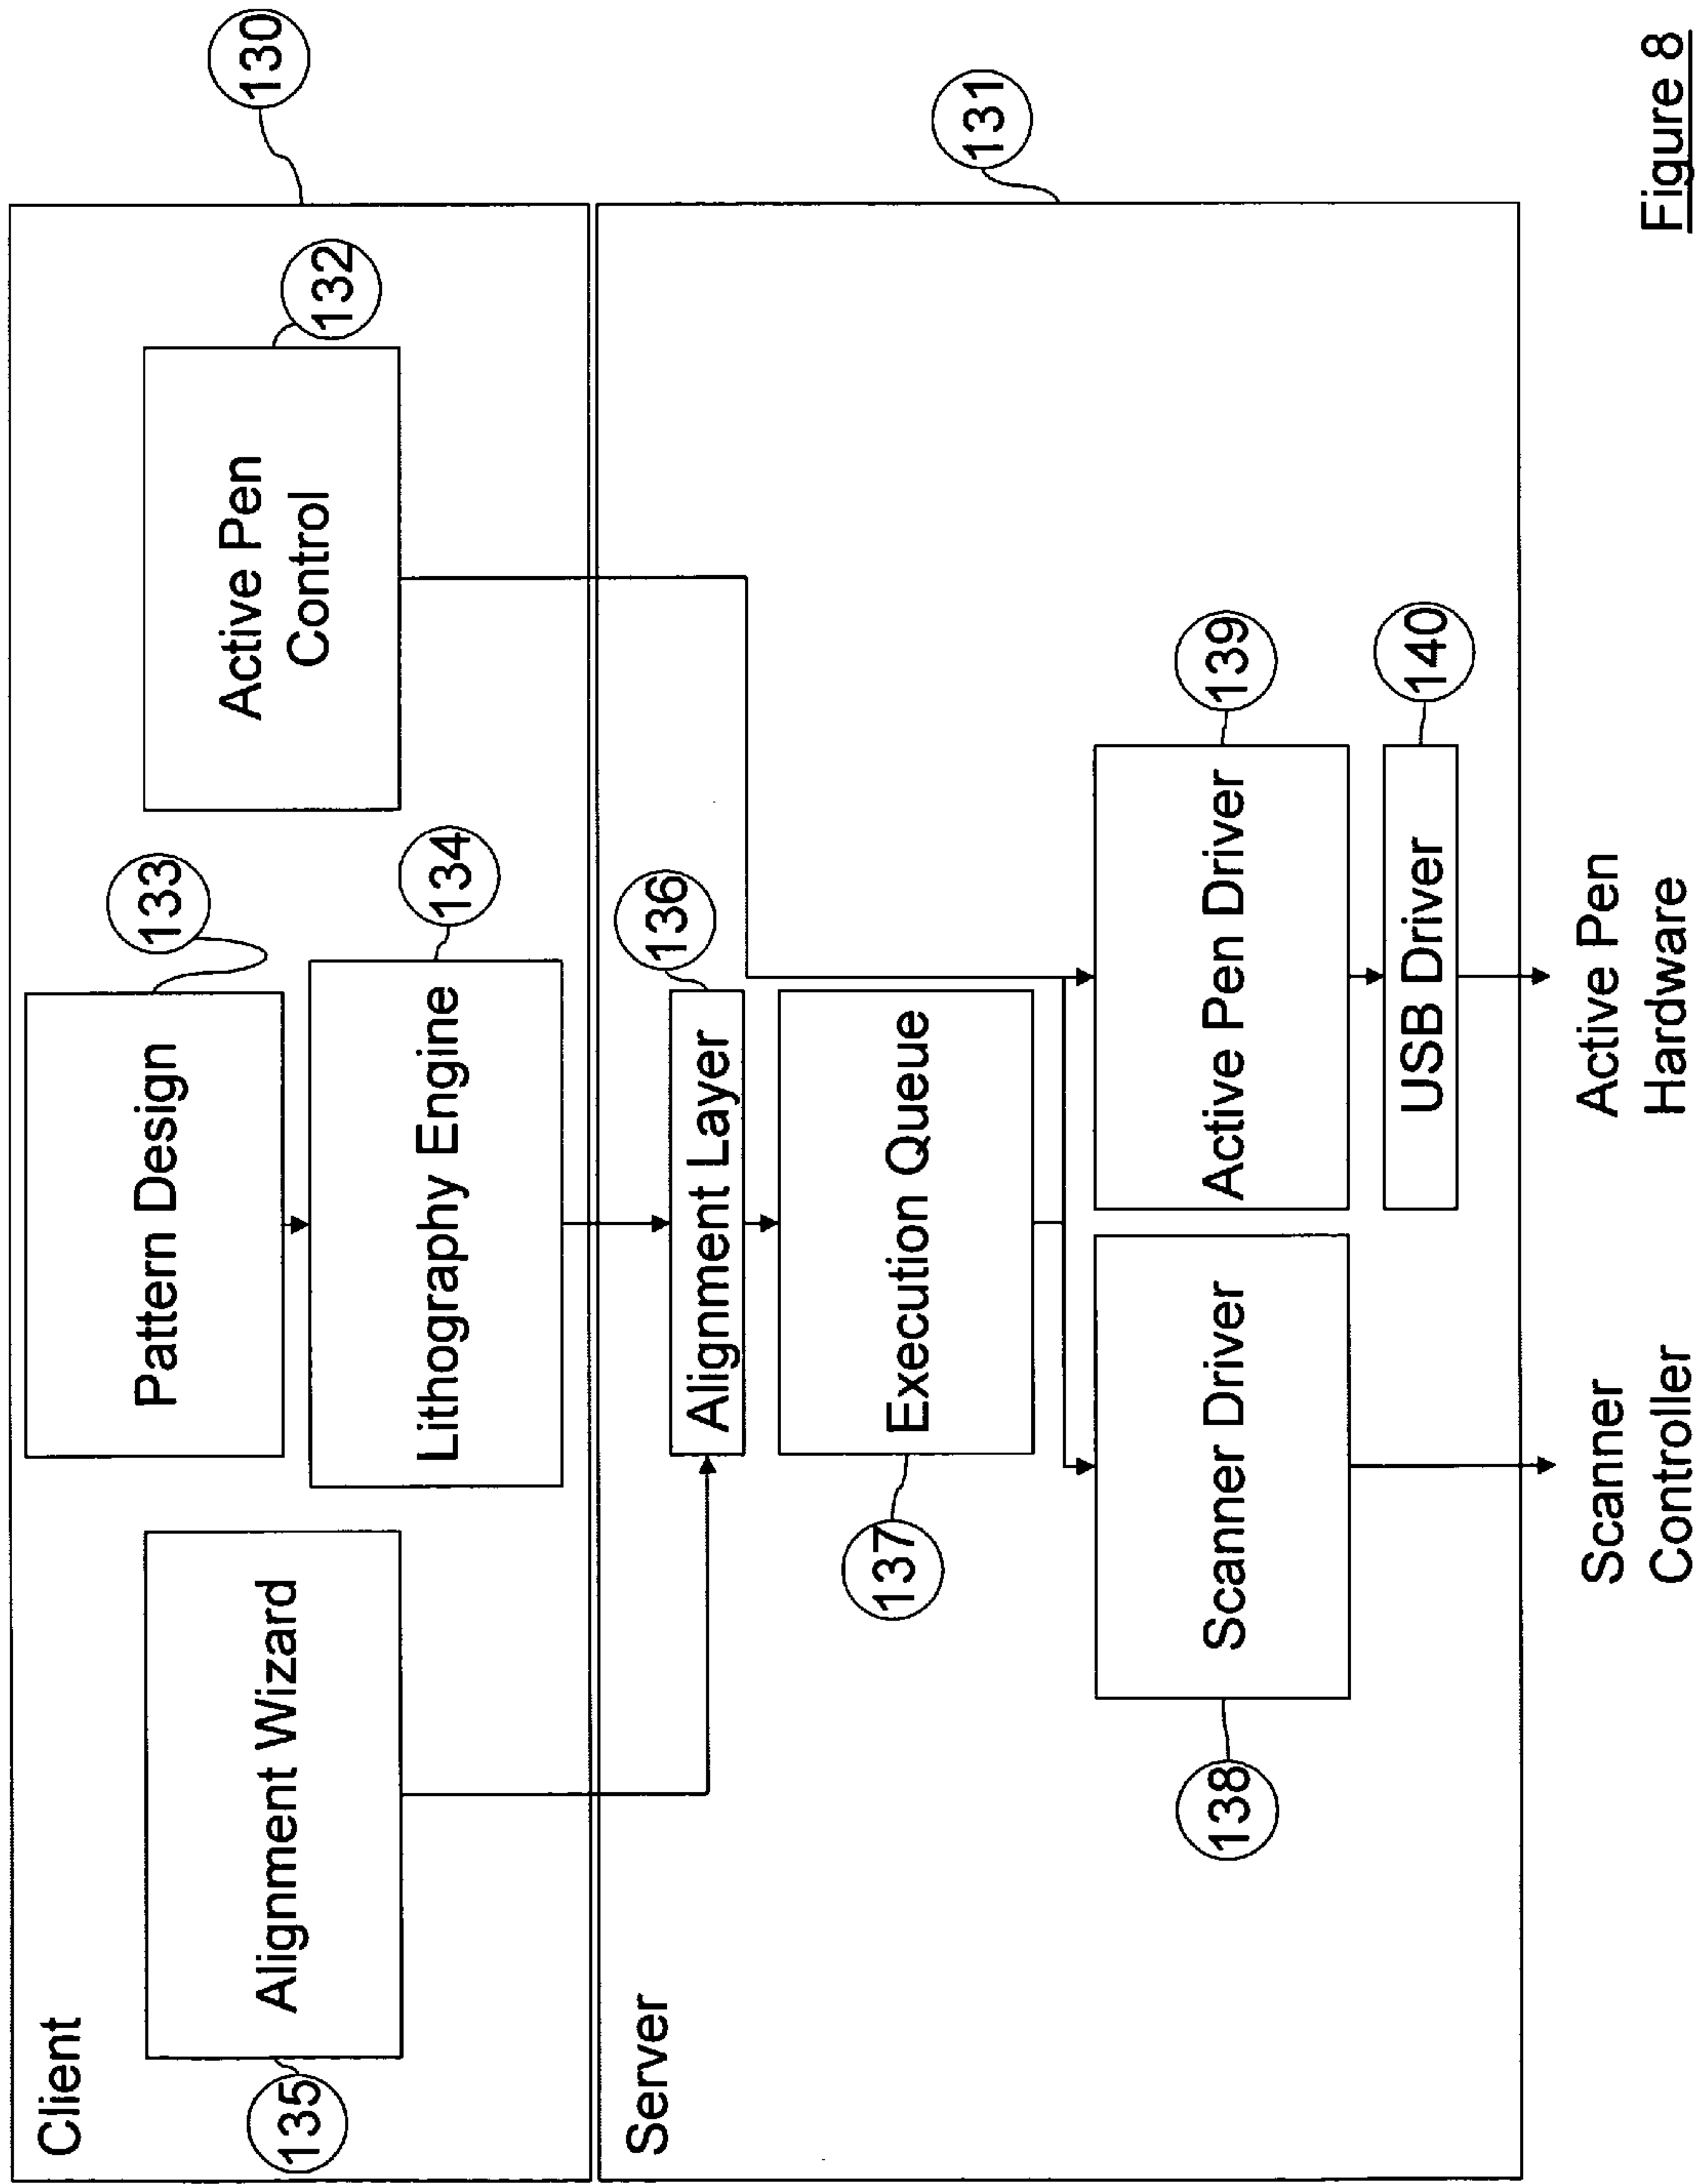 Client
130
Pattern Design
133
Alignment Wizard
135
Active Pen
Control
132
Lithography Engine
134
Server
131
Alignment Layer
136
Execution Queue
137
Scanner Driver
138
Active Pen Driver
139
USB Driver
140
Scanner
Controller
Active Pen
Hardware
Figure 8